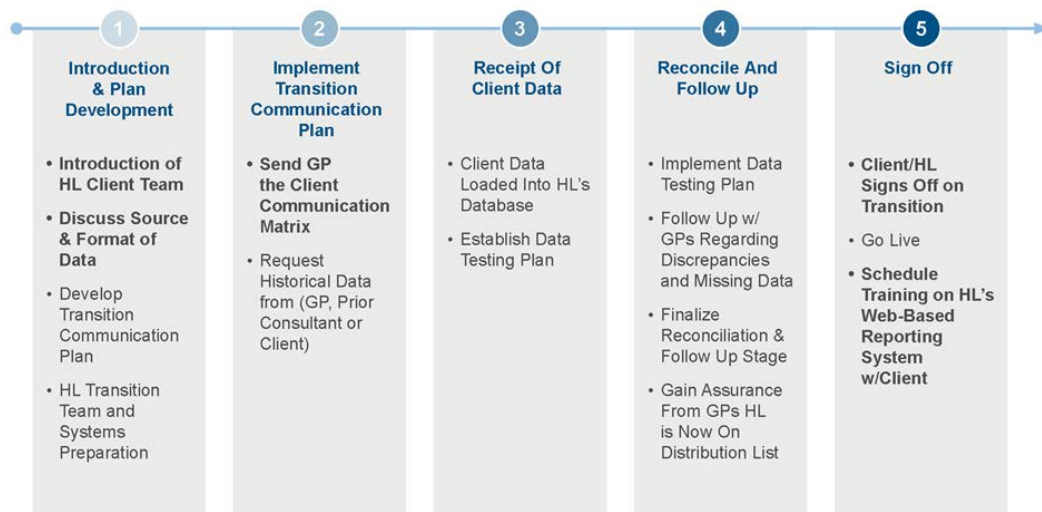 1
Introduction
& Plan
Development
• Introduction of
HL Client Team
• Discuss Source
& Format of
Data
• Develop
Transition
Communication
Plan
• HL Transition
Team and
Systems
Preparation
2
Implement
Transition
Communication
Plan
• Send GP
the Client
Communication
Matrix
• Request
Historical Data
from (GP, Prior
Consultant or
Client)
3
Receipt Of
Client Data
• Client Data
Loaded Into HL's
Database
• Establish Data
Testing Plan
4
Reconcile And
Follow Up
• Implement Data
Testing Plan
• Follow Up w/
GPs Regarding
Discrepancies
and Missing Data
• Finalize
Reconciliation &
Follow Up Stage
• Gain Assurance
From GPs HL
is Now On
Distribution List
5
Sign Off
• Client/HL
Signs Off on
Transition
• Go Live
• Schedule
Training on HL's
Web-Based
Reporting
System
w/Client